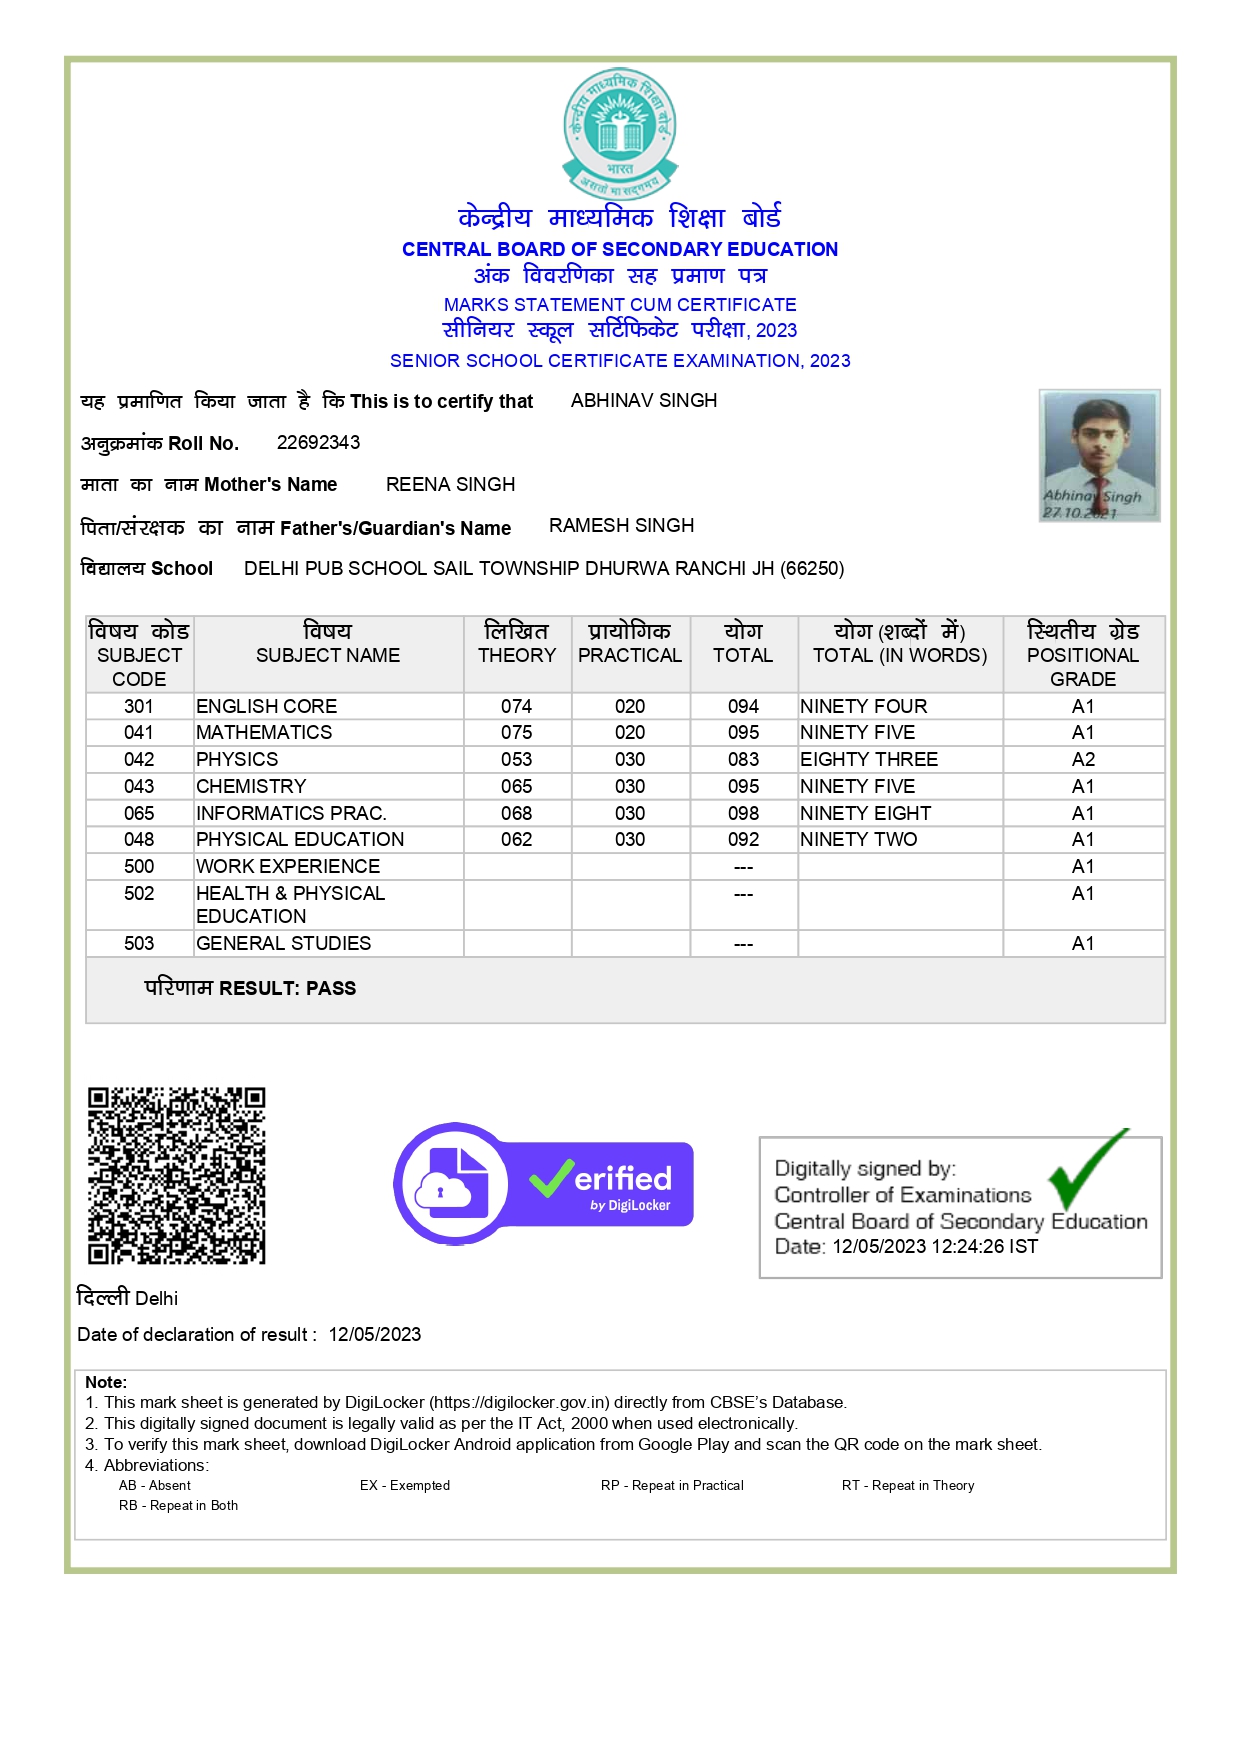 केन्द्रीय माध्यमिक शिक्षा बोर्ड
भारत
असतो मा सद्गमय
केन्द्रीय माध्यमिक शिक्षा बोर्ड
CENTRAL BOARD OF SECONDARY EDUCATION
अंक विवरणिका सह प्रमाण पत्र
MARKS STATEMENT CUM CERTIFICATE
सीनियर स्कूल सर्टिफिकेट परीक्षा, 2023
SENIOR SCHOOL CERTIFICATE EXAMINATION, 2023
यह प्रमाणित किया जाता है कि This is to certify that ABHINAV SINGH
अनुक्रमांक Roll No. 22692343
माता का नाम Mother's Name REENA SINGH
पिता/संरक्षक का नाम Father's/Guardian's Name RAMESH SINGH
विद्यालय School DELHI PUB SCHOOL SAIL TOWNSHIP DHURWA RANCHI JH (66250)
Abhinav Singh
27.10.2021
विषय कोड विषय लिखित प्रायोगिक योग योग (शब्दों में) स्थितीय ग्रेड
SUBJECT SUBJECT NAME THEORY PRACTICAL TOTAL TOTAL (IN WORDS) POSITIONAL
CODE GRADE
301 ENGLISH CORE 074 020 094 NINETY FOUR A1
041 MATHEMATICS 075 020 095 NINETY FIVE A1
042 PHYSICS 053 030 083 EIGHTY THREE A2
043 CHEMISTRY 065 030 095 NINETY FIVE A1
065 INFORMATICS PRAC. 068 030 098 NINETY EIGHT A1
048 PHYSICAL EDUCATION 062 030 092 NINETY TWO A1
500 WORK EXPERIENCE --- A1
502 HEALTH & PHYSICAL --- A1
EDUCATION
503 GENERAL STUDIES --- A1
परिणाम RESULT: PASS
erified
by DigiLocker
Digitally signed by:
Controller of Examinations
Central Board of Secondary Education
Date: 12/05/2023 12:24:26 IST
दिल्ली Delhi
Date of declaration of result : 12/05/2023
Note:
1. This mark sheet is generated by DigiLocker (https://digilocker.gov.in) directly from CBSE’s Database.
2. This digitally signed document is legally valid as per the IT Act, 2000 when used electronically.
3. To verify this mark sheet, download DigiLocker Android application from Google Play and scan the QR code on the mark sheet.
4. Abbreviations:
AB - Absent EX - Exempted RP - Repeat in Practical RT - Repeat in Theory
RB - Repeat in Both